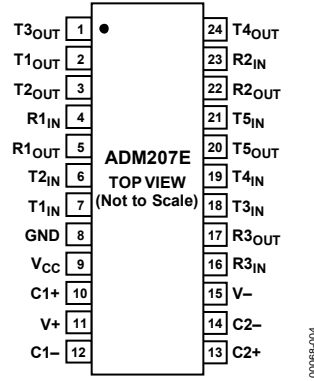 T3OUT 1 24 T4OUT
T1OUT 2 23 R2IN
T2OUT 3 22 R2OUT
R1IN 4 21 T5IN
R1OUT 5 20 T5OUT
ADM207E
T2IN 6 19 T4IN
TOP VIEW
(Not to Scale)
T1IN 7 18 T3IN
GND 8 17 R3OUT
VCC 9 16 R3IN
C1+ 10 15 V–
V+ 11 14 C2–
C1– 12 13 C2+
00068-004